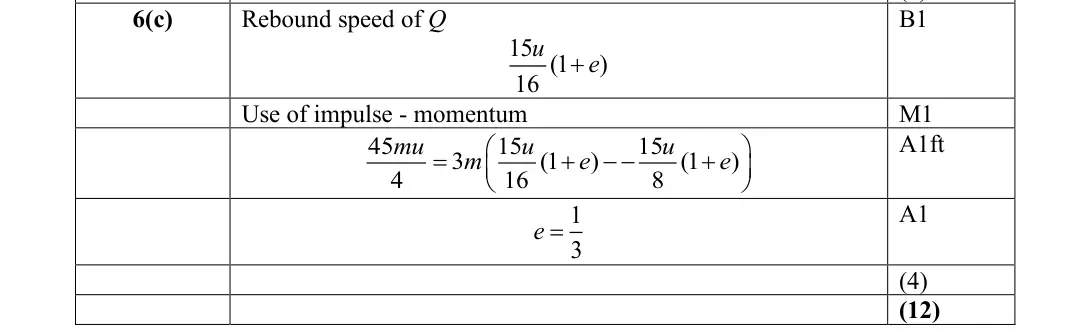 6(c) Rebound speed of Q B1
15u/16 (1 + e)
Use of impulse - momentum M1
45mu/4 = 3m(15u/16 (1 + e) − − 15u/8 (1 + e)) A1ft
e = 1/3 A1
(4)
(12)